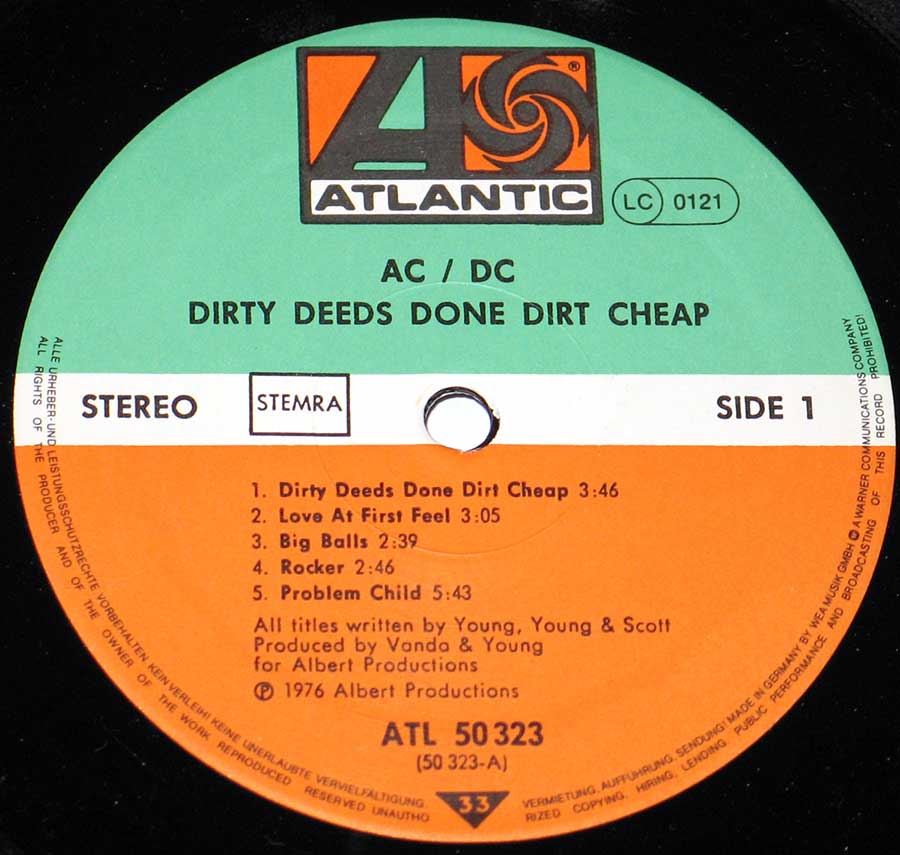 ATLANTIC ®
LC 0121
AC / DC
DIRTY DEEDS DONE DIRT CHEAP
STEREO
STEMRA
SIDE 1
1. Dirty Deeds Done Dirt Cheap 3:46
2. Love At First Feel 3:05
3. Big Balls 2:39
4. Rocker 2:46
5. Problem Child 5:43
All titles written by Young, Young & Scott
Produced by Vanda & Young
for Albert Productions
℗ 1976 Albert Productions
ATL 50 323
(50 323-A)
33
ALLE URHEBER- UND LEISTUNGSSCHUTZRECHTE VORBEHALTEN KEIN VERLEIH! KEINE UNERLAUBTE VERVIELFÄLTIGUNG, VERMIETUNG, AUFFÜHRUNG, SENDUNG! MADE IN GERMANY BY WEA MUSIK GMBH A WARNER COMMUNICATIONS COMPANY
ALL RIGHTS OF THE PRODUCER AND OF THE OWNER OF THE WORK REPRODUCED RESERVED UNAUTHORIZED COPYING, HIRING, LENDING, PUBLIC PERFORMANCE AND BROADCASTING OF THIS RECORD PROHIBITED!